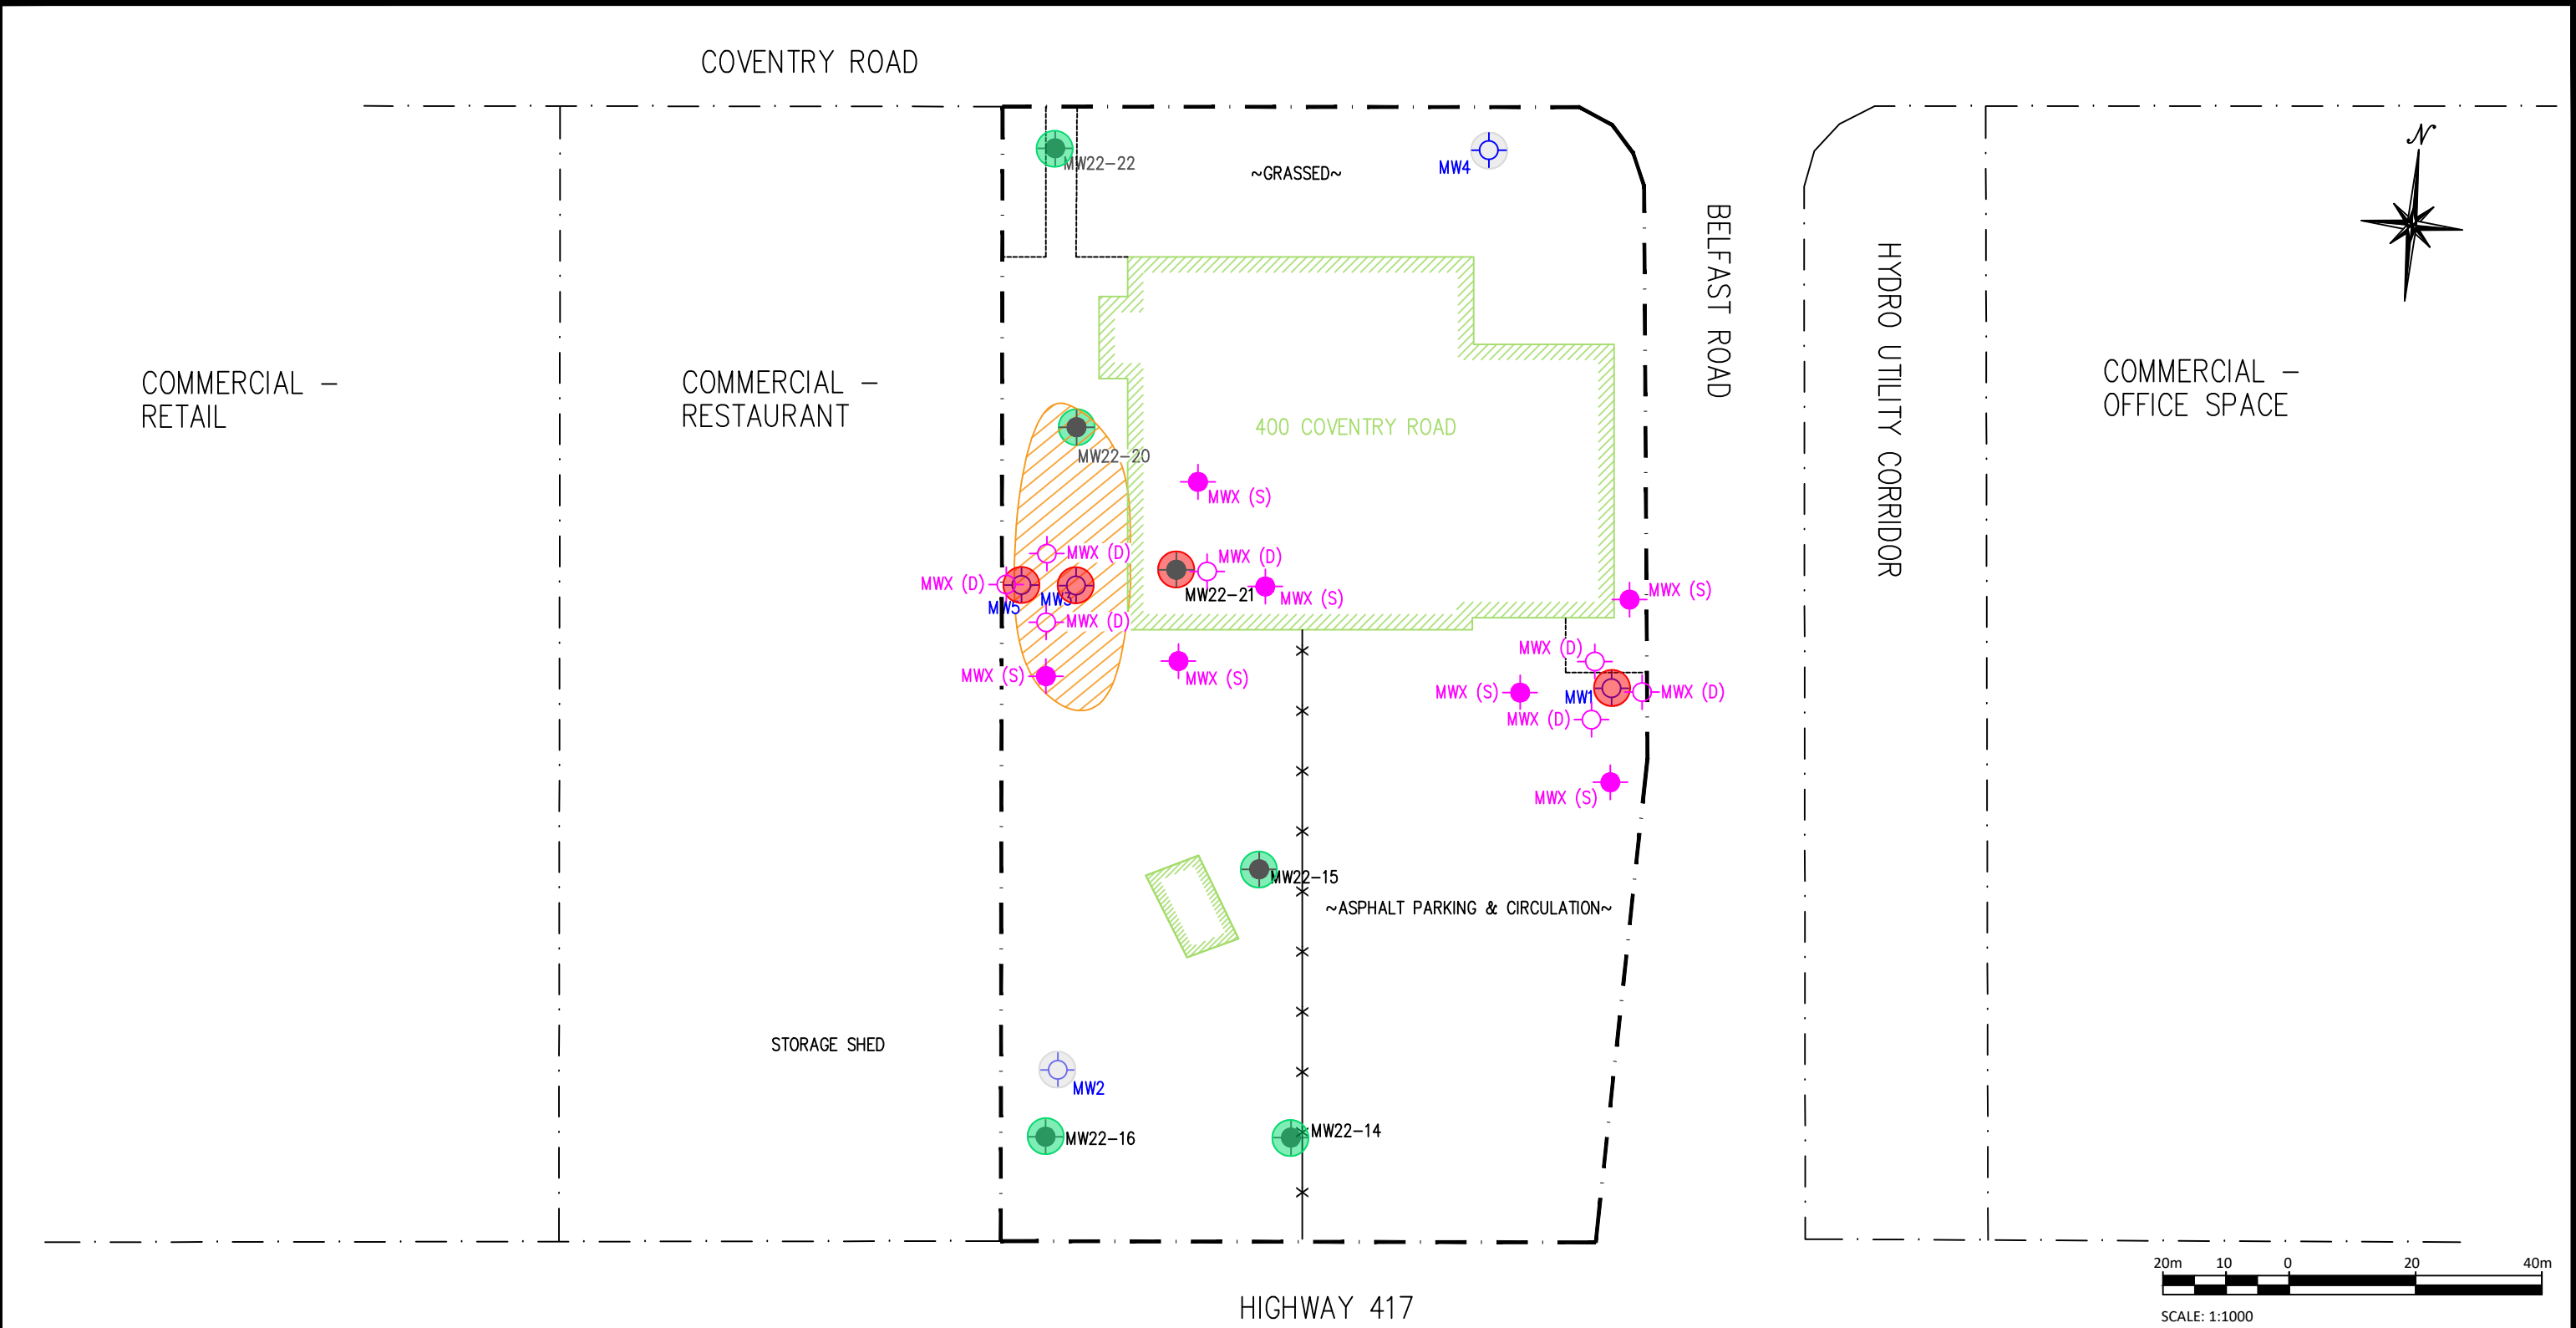 COVENTRY ROAD
MW22-22
~GRASSED~
MW4
N
BELFAST ROAD
HYDRO UTILITY CORRIDOR
COMMERCIAL -
RETAIL
COMMERCIAL -
RESTAURANT
COMMERCIAL -
OFFICE SPACE
400 COVENTRY ROAD
MW22-20
MWX (S)
MWX (D)
MWX (D)
MWX (D)
MW5
MW3
MW22-21
MWX (S)
MWX (S)
MWX (D)
MWX (D)
MWX (S)
MWX (S)
MWX (S)
MW1
MWX (D)
MWX (D)
MWX (S)
MW22-15
~ASPHALT PARKING & CIRCULATION~
STORAGE SHED
MW2
MW22-16
MW22-14
20m 10 0 20 40m
SCALE: 1:1000
HIGHWAY 417